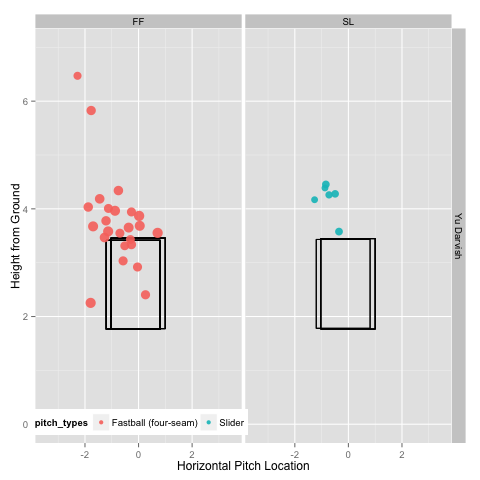 FF SL
6
4
2
0
Height from Ground
Yu Darvish
pitch_types Fastball (four-seam) Slider
-2 0 2 -2 0 2
Horizontal Pitch Location